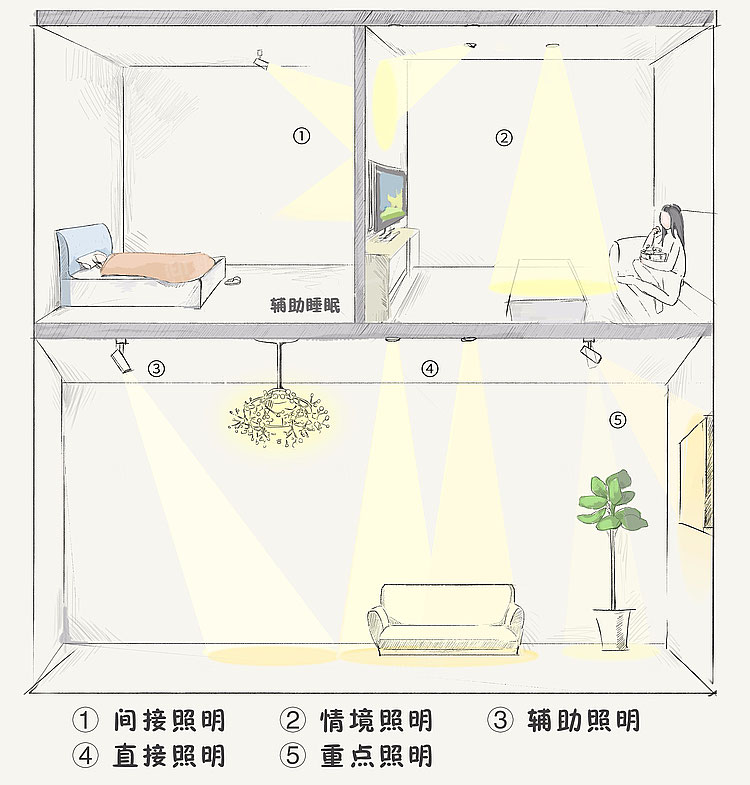 ①
②
辅助睡眠
③
④
⑤
① 间接照明 ② 情境照明 ③ 辅助照明
④ 直接照明 ⑤ 重点照明